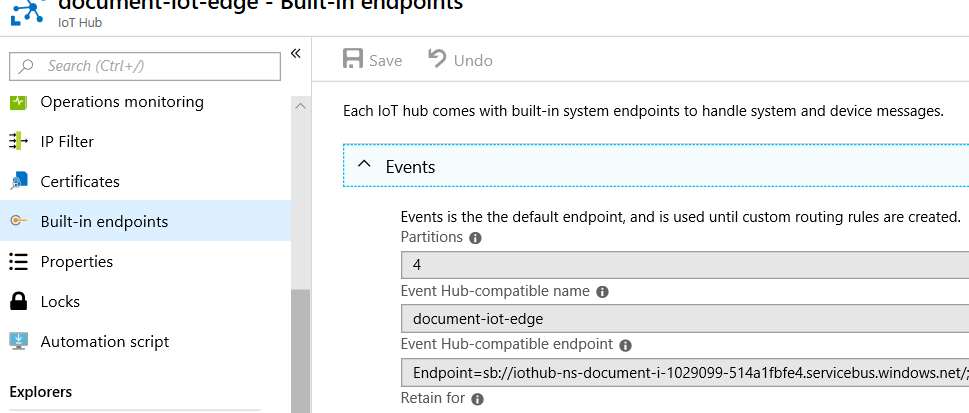 document-iot-edge - Built-in endpoints
IoT Hub
Search (Ctrl+/)
«
Save
Undo
Operations monitoring
IP Filter
Certificates
Built-in endpoints
Properties
Locks
Automation script
Explorers
Each IoT hub comes with built-in system endpoints to handle system and device messages.
Events
Events is the the default endpoint, and is used until custom routing rules are created.
Partitions
4
Event Hub-compatible name
document-iot-edge
Event Hub-compatible endpoint
Endpoint=sb://iothub-ns-document-i-1029099-514a1fbfe4.servicebus.windows.net/;
Retain for